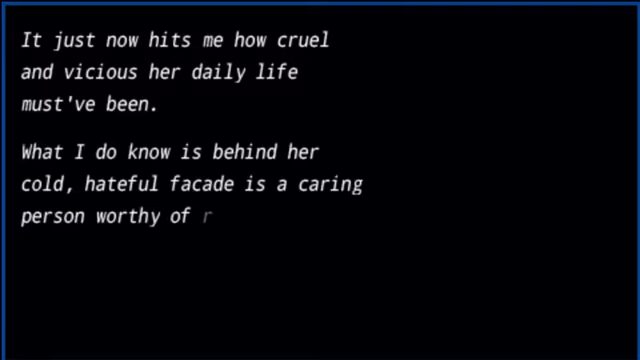 It just now hits me how cruel
and vicious her daily life
must've been.
What I do know is behind her
cold, hateful facade is a caring
person worthy of r